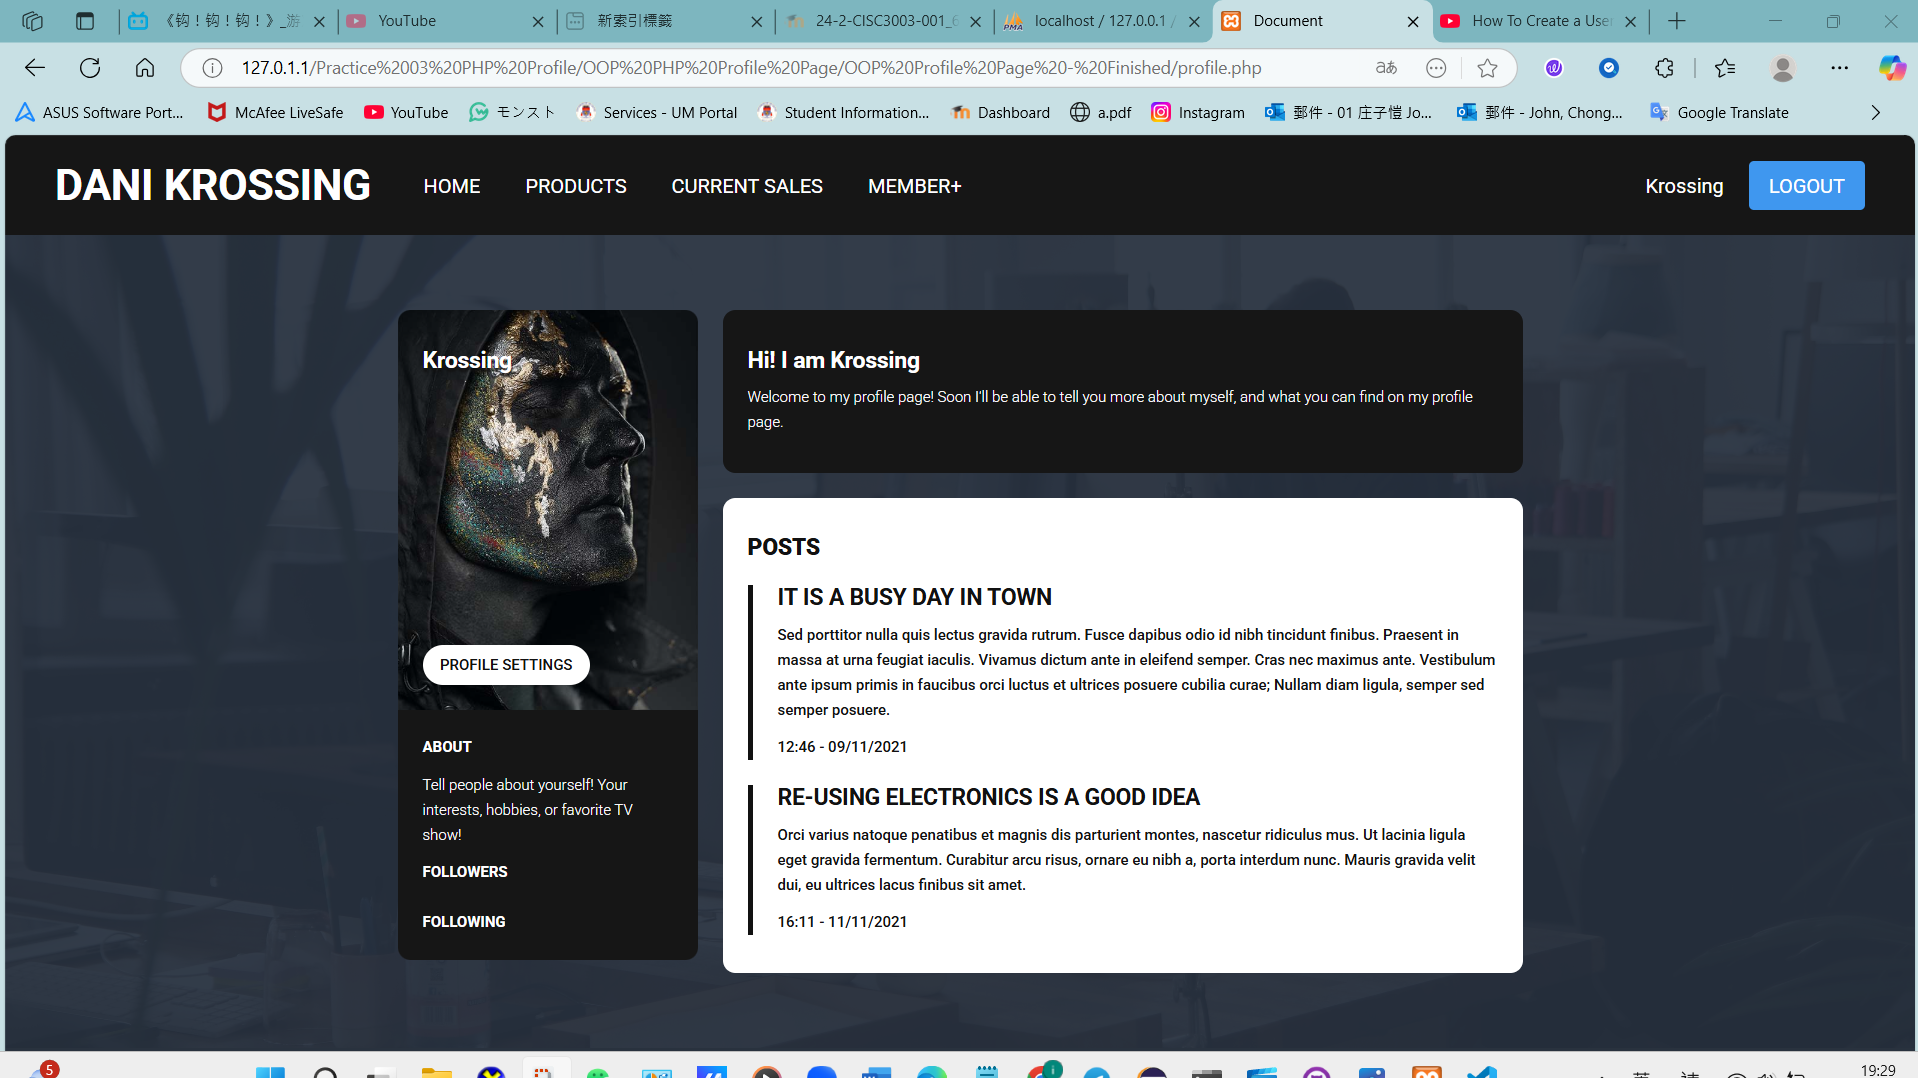 《钩！钩！钩！》_游
YouTube
新索引標籤
24-2-CISC3003-001_6
localhost / 127.0.0.1 /
Document
How To Create a User
127.0.1.1/Practice%2003%20PHP%20Profile/OOP%20PHP%20Profile%20Page/OOP%20Profile%20Page%20-%20Finished/profile.php
ASUS Software Port...
McAfee LiveSafe
YouTube
モンスト
Services - UM Portal
Student Information...
Dashboard
a.pdf
Instagram
郵件 - 01 庄子愷 Jo...
郵件 - John, Chong...
Google Translate
DANI KROSSING
HOME
PRODUCTS
CURRENT SALES
MEMBER+
Krossing
LOGOUT
Krossing
PROFILE SETTINGS
ABOUT
Tell people about yourself! Your
interests, hobbies, or favorite TV
show!
FOLLOWERS
FOLLOWING
Hi! I am Krossing
Welcome to my profile page! Soon I'll be able to tell you more about myself, and what you can find on my profile
page.
POSTS
IT IS A BUSY DAY IN TOWN
Sed porttitor nulla quis lectus gravida rutrum. Fusce dapibus odio id nibh tincidunt finibus. Praesent in
massa at urna feugiat iaculis. Vivamus dictum ante in eleifend semper. Cras nec maximus ante. Vestibulum
ante ipsum primis in faucibus orci luctus et ultrices posuere cubilia curae; Nullam diam ligula, semper sed
semper posuere.
12:46 - 09/11/2021
RE-USING ELECTRONICS IS A GOOD IDEA
Orci varius natoque penatibus et magnis dis parturient montes, nascetur ridiculus mus. Ut lacinia ligula
eget gravida fermentum. Curabitur arcu risus, ornare eu nibh a, porta interdum nunc. Mauris gravida velit
dui, eu ultrices lacus finibus sit amet.
16:11 - 11/11/2021
5
19:29